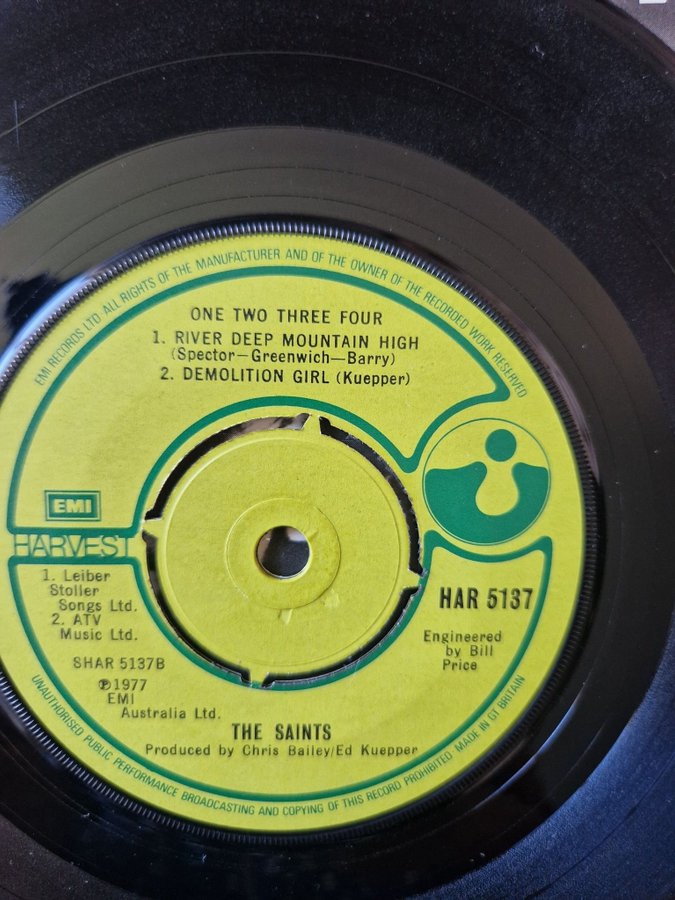 EMI RECORDS LTD ALL RIGHTS OF THE MANUFACTURER AND OF THE OWNER OF THE RECORDED WORK RESERVED
ONE TWO THREE FOUR
1. RIVER DEEP MOUNTAIN HIGH
(Spector—Greenwich—Barry)
2. DEMOLITION GIRL (Kuepper)
EMI
HARVEST
1. Leiber
Stoller
Songs Ltd.
2. ATV
Music Ltd.
SHAR 5137B
℗1977
EMI
Australia Ltd.
HAR 5137
Engineered
by Bill
Price
THE SAINTS
Produced by Chris Bailey/Ed Kuepper
UNAUTHORISED PUBLIC PERFORMANCE BROADCASTING AND COPYING OF THIS RECORD PROHIBITED MADE IN GT BRITAIN